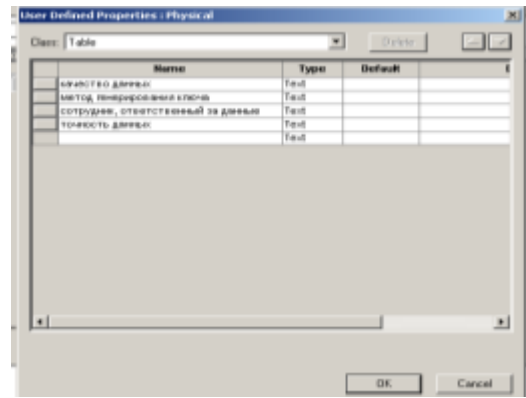 User Defined Properties : Physical
Class: Table Delete
Name Type Default
качество данных Text
метод генерирования ключа Text
сотрудник, ответственный за данные Text
точность данных Text
Text
OK Cancel